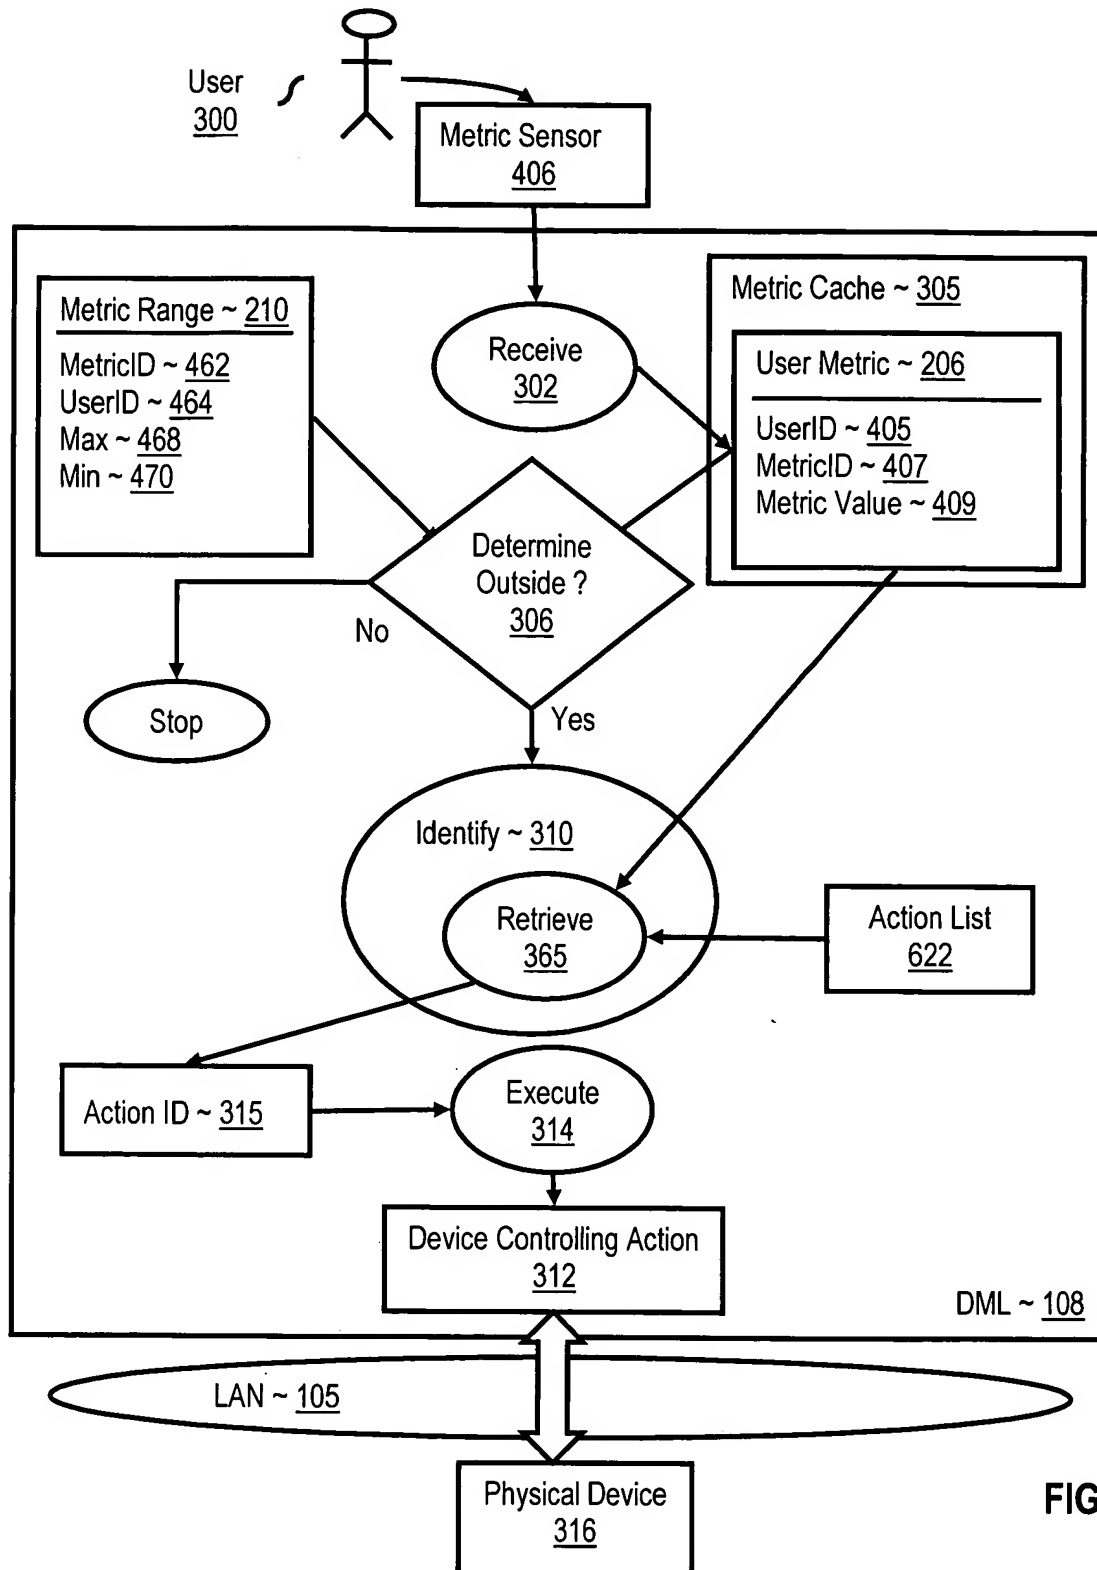 User
300
Metric Sensor
406
Metric Range ~ 210
MetricID ~ 462
UserID ~ 464
Max ~ 468
Min ~ 470
Receive
302
Metric Cache ~ 305
User Metric ~ 206
UserID ~ 405
MetricID ~ 407
Metric Value ~ 409
Determine
Outside ?
306
No
Stop
Yes
Identify ~ 310
Retrieve
365
Action List
622
Action ID ~ 315
Execute
314
Device Controlling Action
312
DML ~ 108
LAN ~ 105
Physical Device
316
FIG